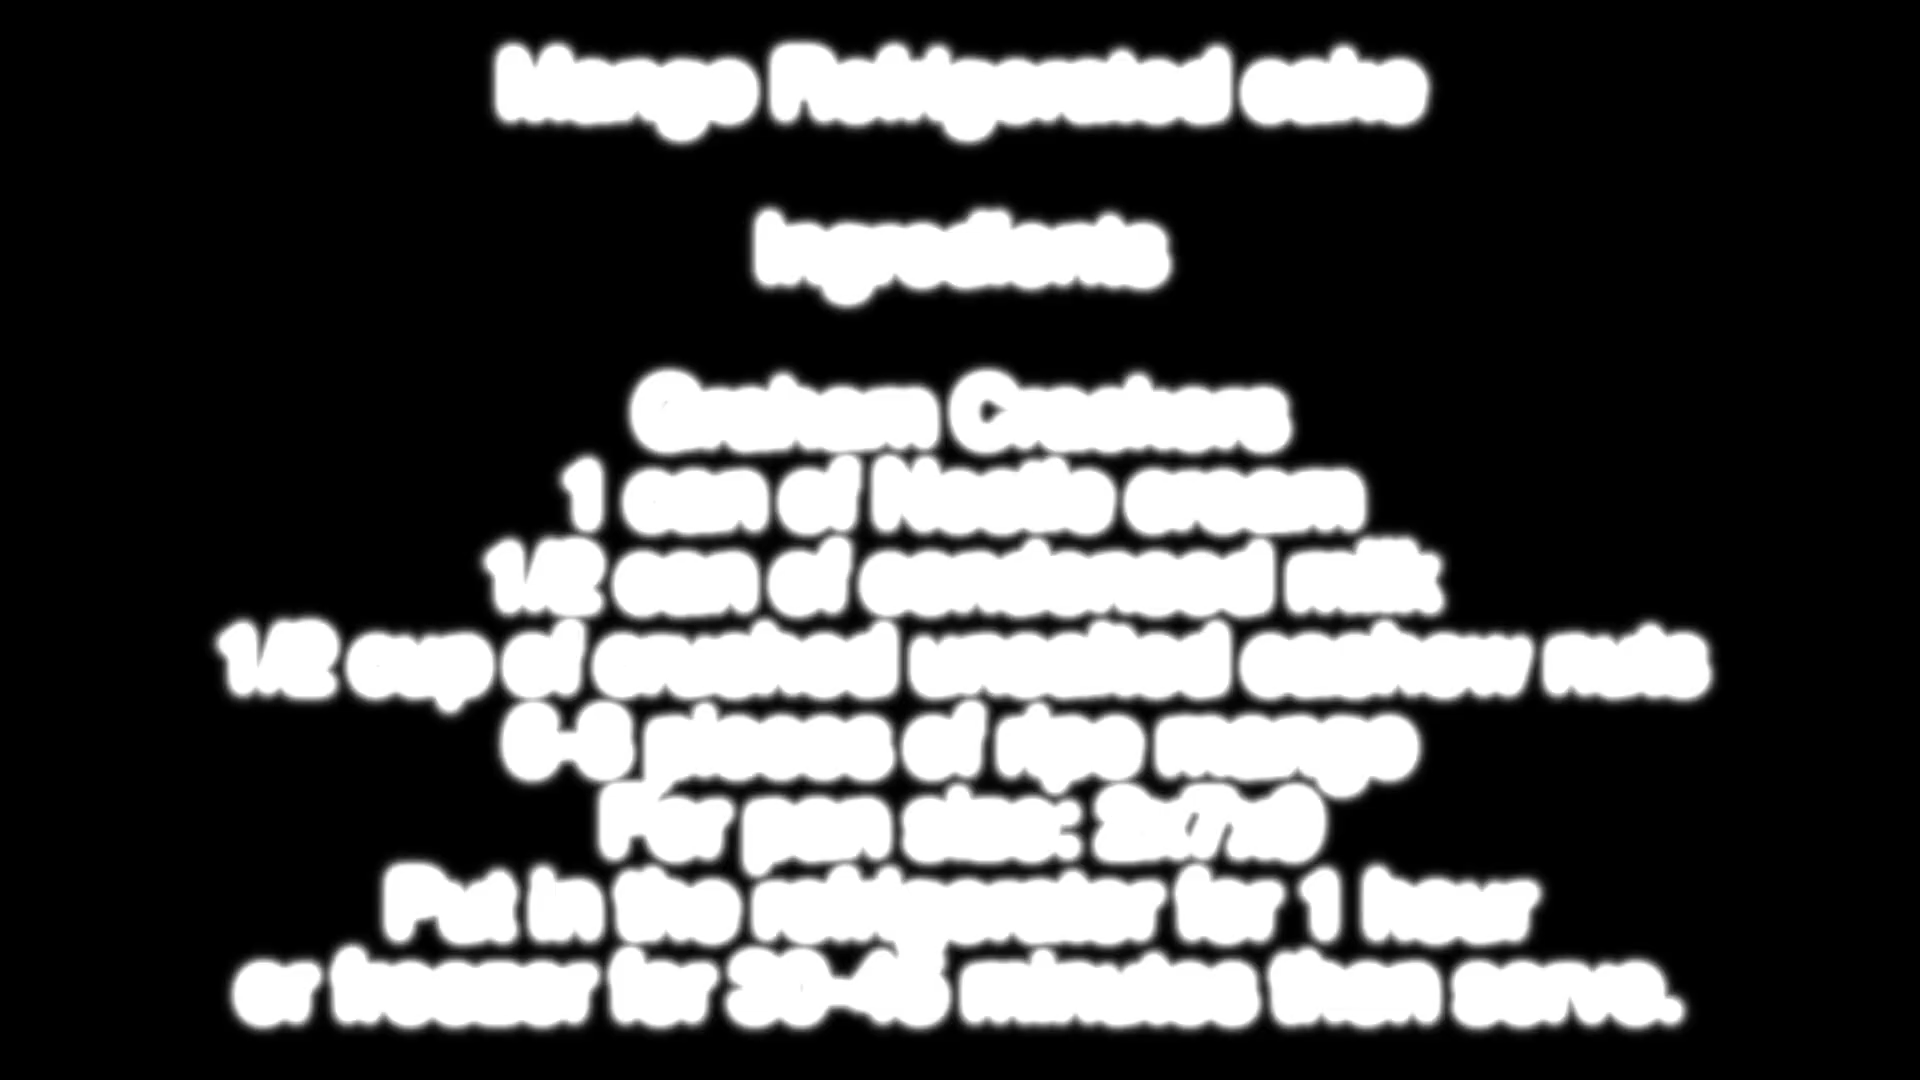 Mango Refrigerated cake
Ingredients
Graham Crackers
1 can of Nestle cream
1/2 can of condensed milk
1/2 cup of crushed unsalted cashew nuts
pieces of ripe mango
For pan size:
Put in the refrigerator for 1 hour
or freezer for 30-45 minutes then serve.